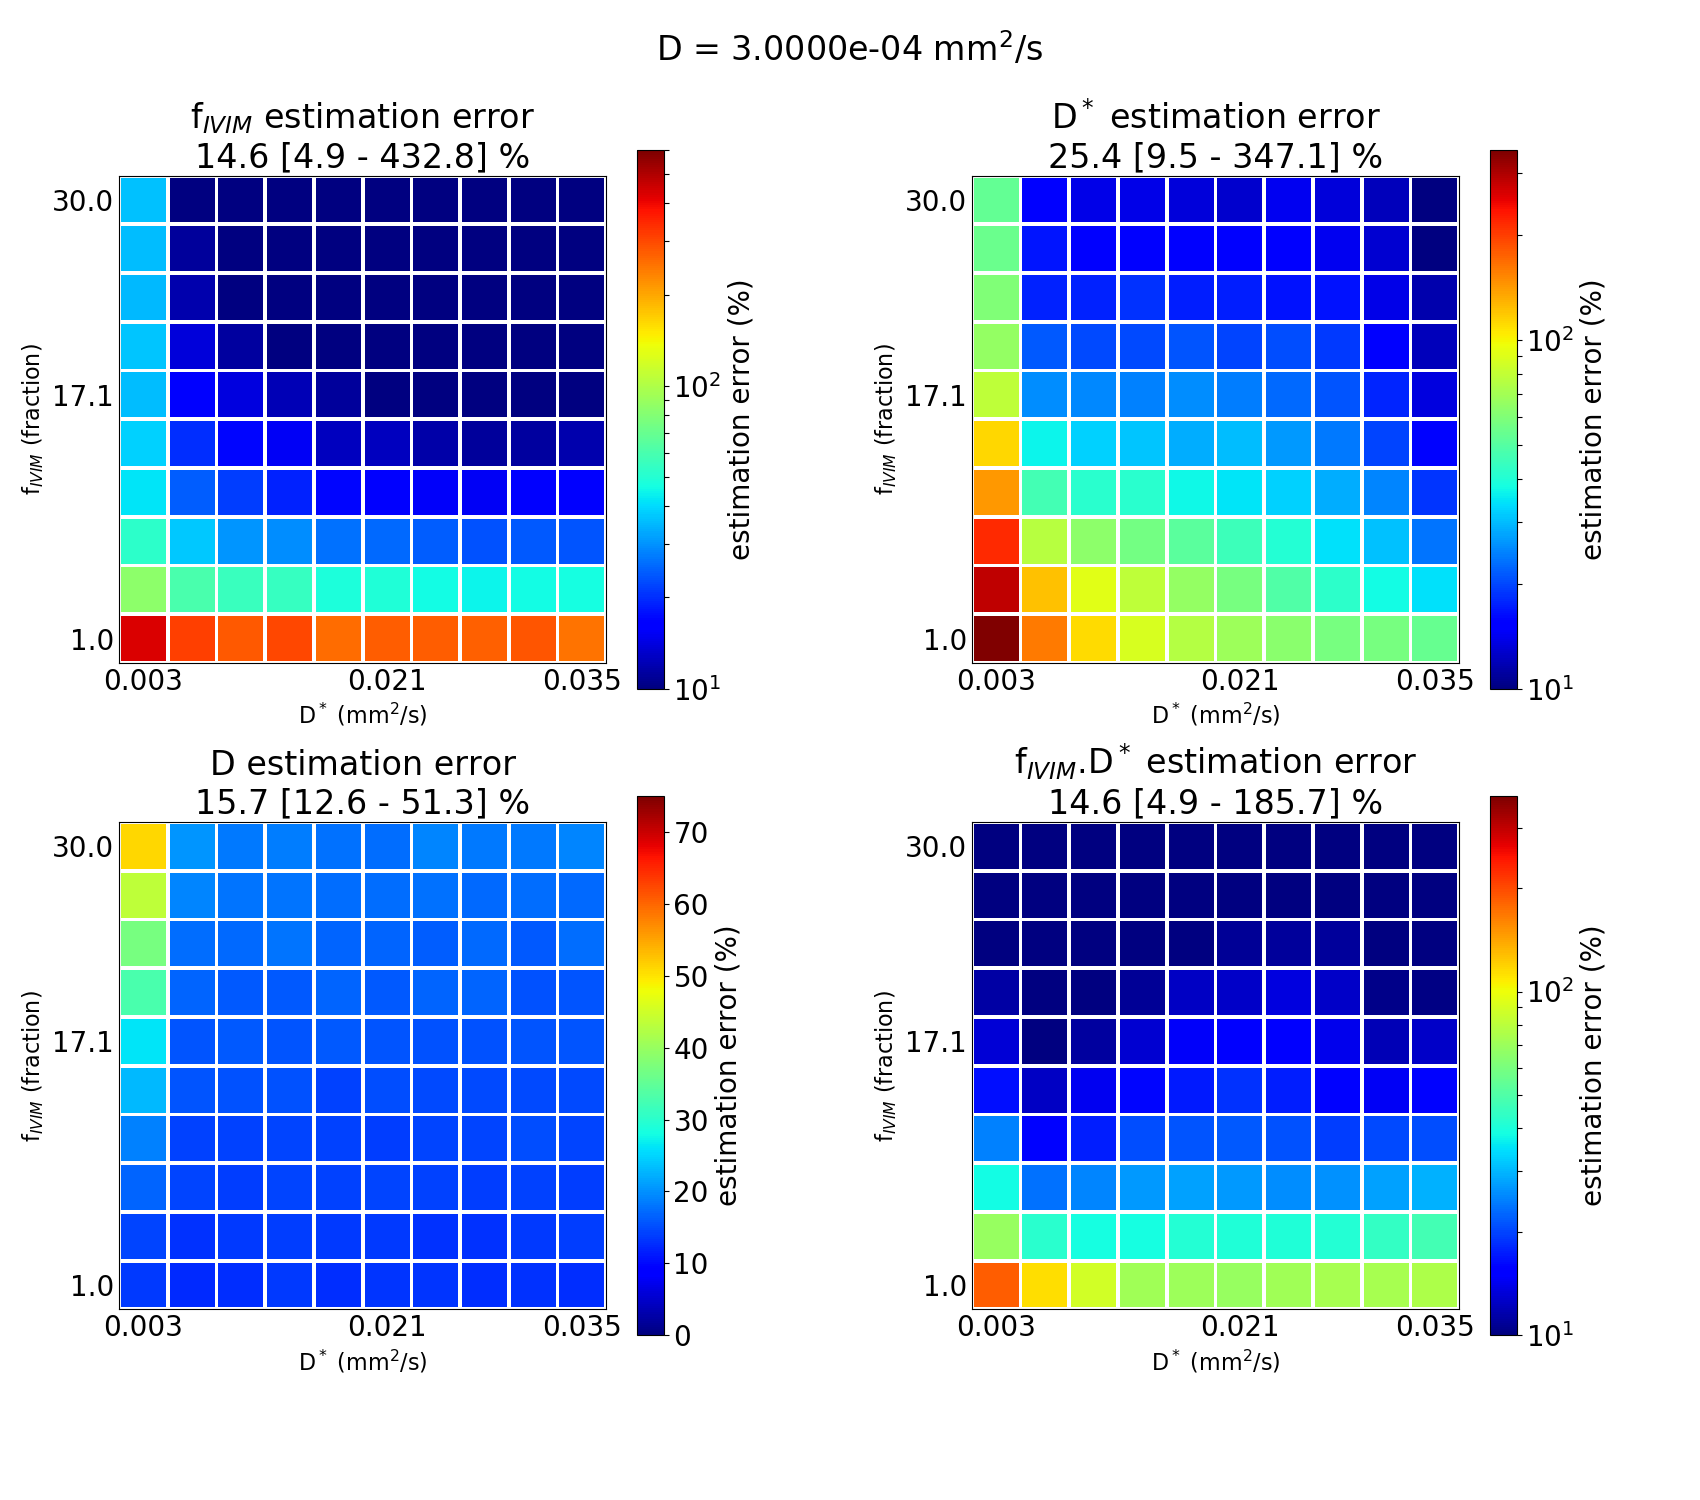 D = 3.0000e-04 mm²/s
f_IVIM estimation error
14.6 [4.9 - 432.8] %
30.0
17.1
1.0
f_IVIM (fraction)
0.003 0.021 0.035
D* (mm²/s)
10²
10¹
estimation error (%)
D* estimation error
25.4 [9.5 - 347.1] %
30.0
17.1
1.0
f_IVIM (fraction)
0.003 0.021 0.035
D* (mm²/s)
10²
10¹
estimation error (%)
D estimation error
15.7 [12.6 - 51.3] %
30.0
17.1
1.0
f_IVIM (fraction)
0.003 0.021 0.035
D* (mm²/s)
70
60
50
40
30
20
10
0
estimation error (%)
f_IVIM.D* estimation error
14.6 [4.9 - 185.7] %
30.0
17.1
1.0
f_IVIM (fraction)
0.003 0.021 0.035
D* (mm²/s)
10²
10¹
estimation error (%)